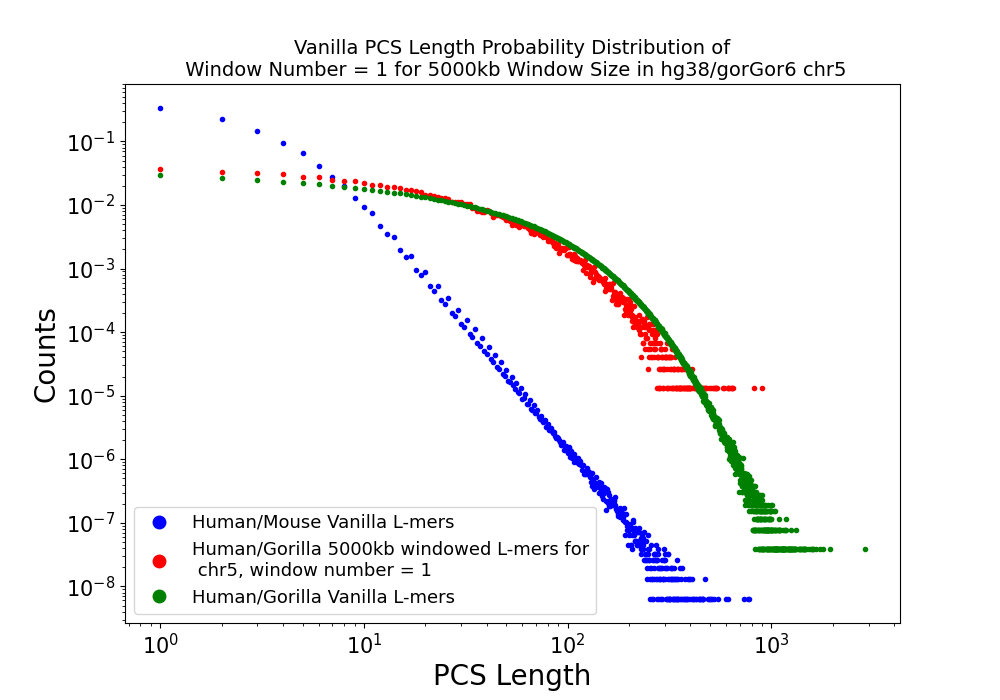 Vanilla PCS Length Probability Distribution of
Window Number = 1 for 5000kb Window Size in hg38/gorGor6 chr5
Counts
10^-1
10^-2
10^-3
10^-4
10^-5
10^-6
10^-7
10^-8
Human/Mouse Vanilla L-mers
Human/Gorilla 5000kb windowed L-mers for
chr5, window number = 1
Human/Gorilla Vanilla L-mers
10^0 10^1 10^2 10^3
PCS Length